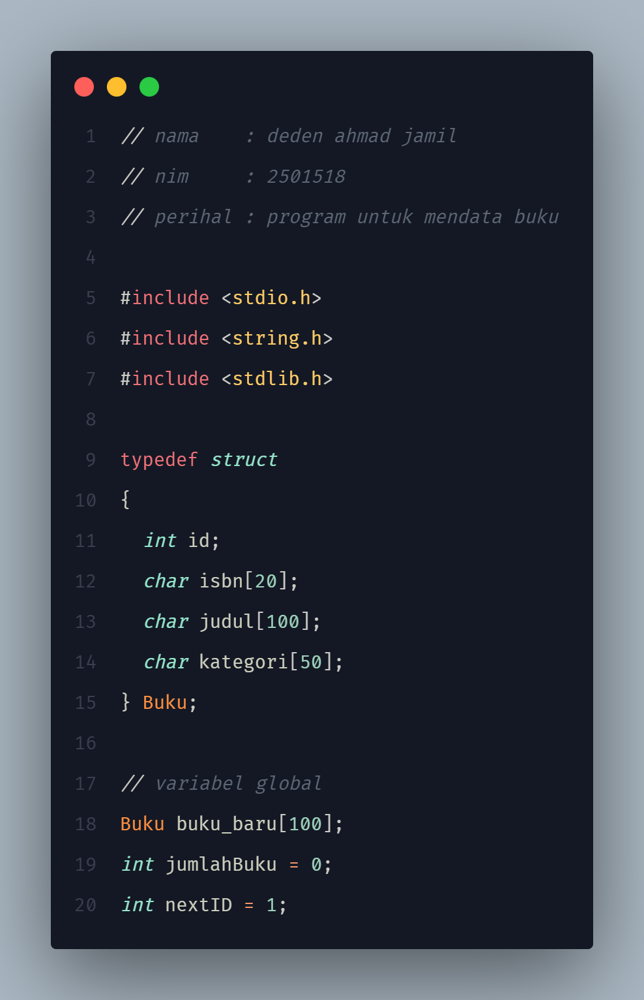 1 // nama    : deden ahmad jamil
2 // nim     : 2501518
3 // perihal : program untuk mendata buku
4
5 #include <stdio.h>
6 #include <string.h>
7 #include <stdlib.h>
8
9 typedef struct
10 {
11   int id;
12   char isbn[20];
13   char judul[100];
14   char kategori[50];
15 } Buku;
16
17 // variabel global
18 Buku buku_baru[100];
19 int jumlahBuku = 0;
20 int nextID = 1;